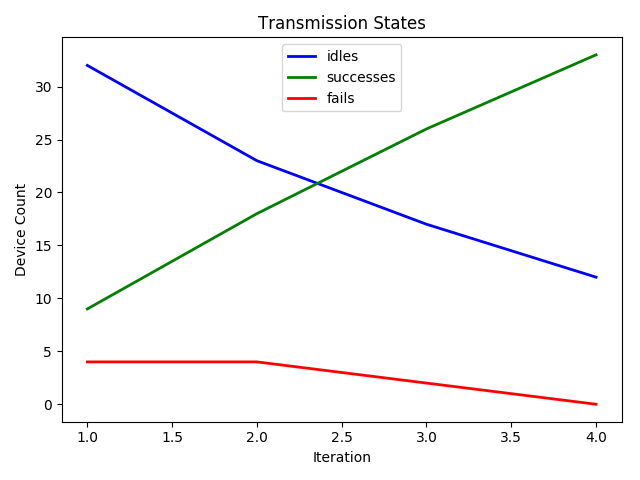 Transmission States
idles
successes
fails
Device Count
30
25
20
15
10
5
0
1.0 1.5 2.0 2.5 3.0 3.5 4.0
Iteration